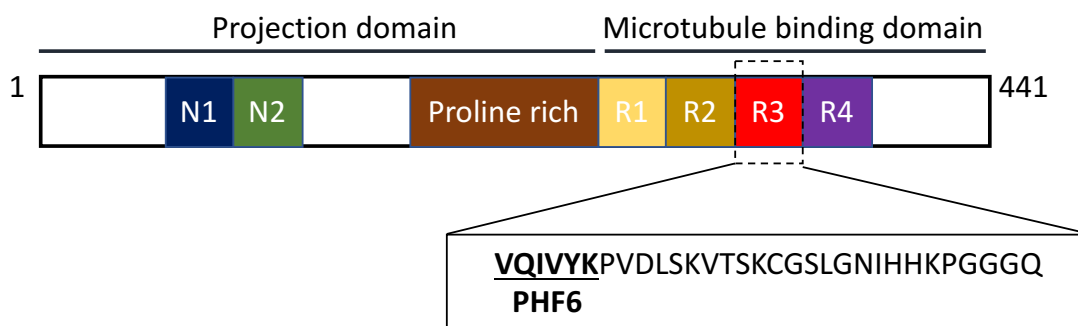 Projection domain Microtubule binding domain
1 N1 N2 Proline rich R1 R2 R3 R4 441
VQIVYKPVDLSKVTSKCGSLGNIHHKPGGGQ
PHF6